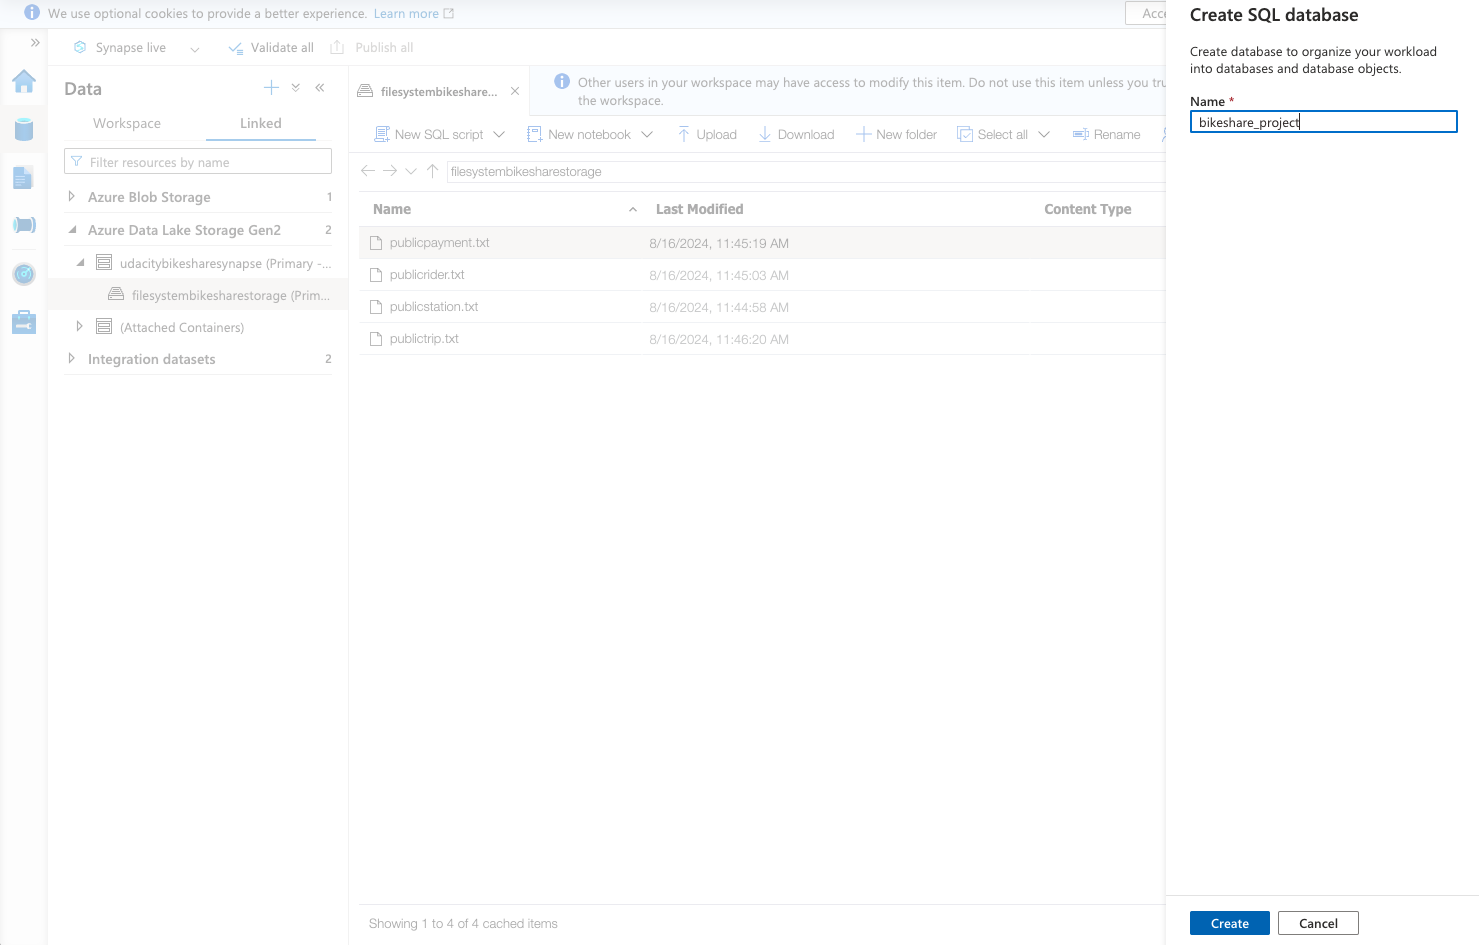 We use optional cookies to provide a better experience. Learn more
Synapse live
Validate all
Publish all
Data
Workspace
Linked
Filter resources by name
Azure Blob Storage 1
Azure Data Lake Storage Gen2 2
udacitybikesharesynapse (Primary -...
filesystembikesharestorage (Prim...
(Attached Containers)
Integration datasets 2
filesystembikeshare...
Other users in your workspace may have access to modify this item. Do not use this item unless you
the workspace.
New SQL script
New notebook
Upload
Download
New folder
Select all
Rename
filesystembikesharestorage
Name Last Modified Content Type
publicpayment.txt 8/16/2024, 11:45:19 AM
publicrider.txt 8/16/2024, 11:45:03 AM
publicstation.txt 8/16/2024, 11:44:58 AM
publictrip.txt 8/16/2024, 11:46:20 AM
Showing 1 to 4 of 4 cached items
Create SQL database
Create database to organize your workload
into databases and database objects.
Name *
bikeshare_project
Create
Cancel